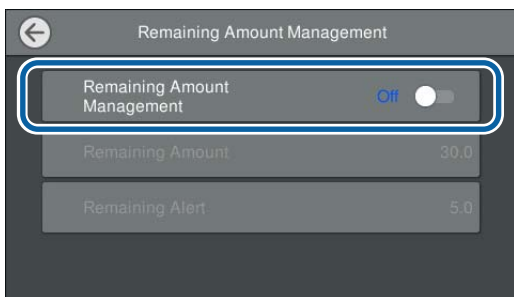 Remaining Amount Management
Remaining Amount
Management
Off
Remaining Amount
30.0
Remaining Alert
5.0